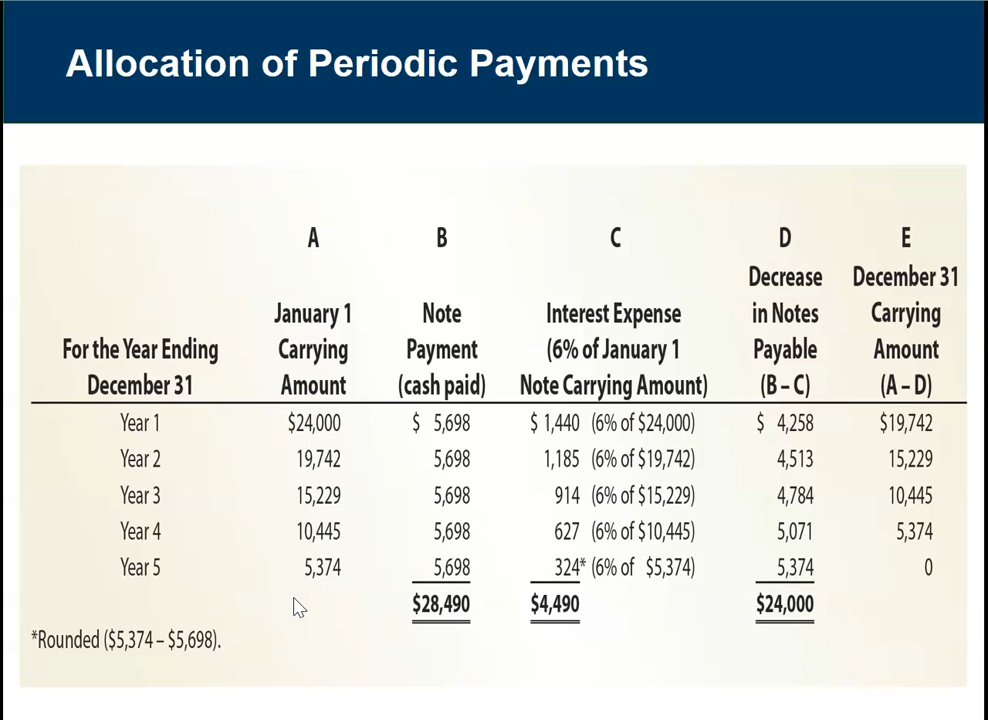 Allocation of Periodic Payments
A B C D E
Decrease December 31
January 1 Note Interest Expense in Notes Carrying
For the Year Ending Carrying Payment (6% of January 1 Payable Amount
December 31 Amount (cash paid) Note Carrying Amount) (B – C) (A – D)
Year 1 $24,000 $ 5,698 $ 1,440 (6% of $24,000) $ 4,258 $19,742
Year 2 19,742 5,698 1,185 (6% of $19,742) 4,513 15,229
Year 3 15,229 5,698 914 (6% of $15,229) 4,784 10,445
Year 4 10,445 5,698 627 (6% of $10,445) 5,071 5,374
Year 5 5,374 5,698 324* (6% of $5,374) 5,374 0
$28,490 $4,490 $24,000
*Rounded ($5,374 – $5,698).